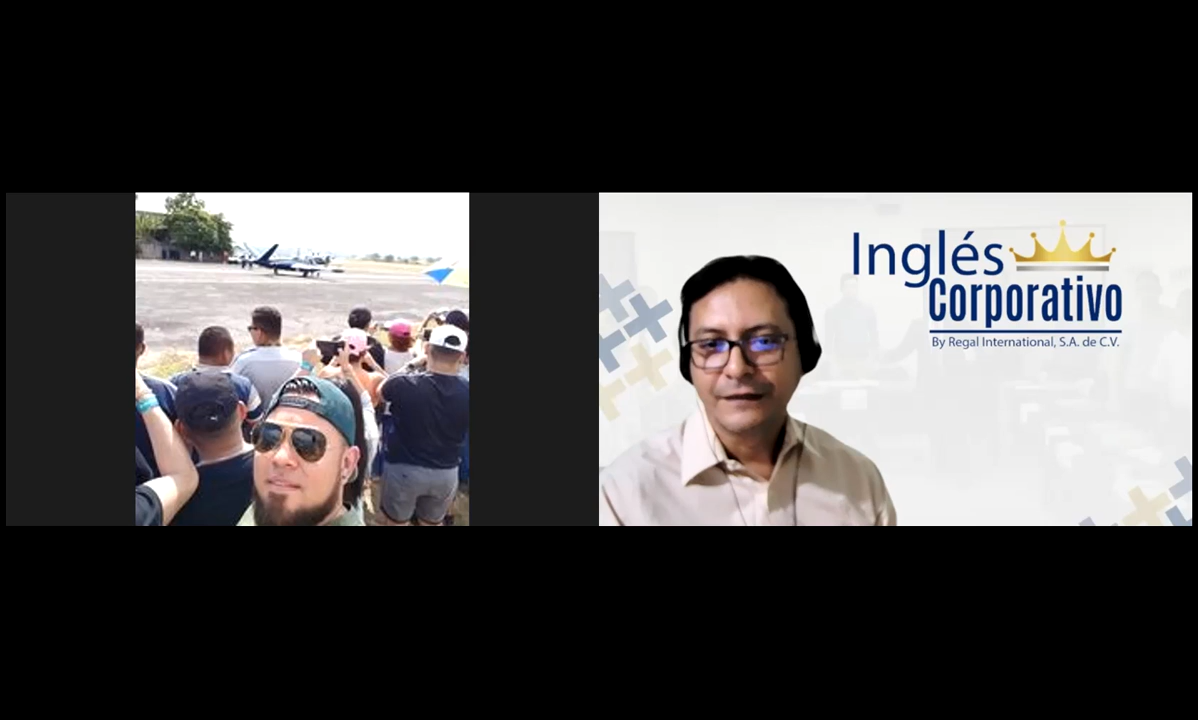 Inglés
Corporativo
By Regal International, S.A. de C.V.